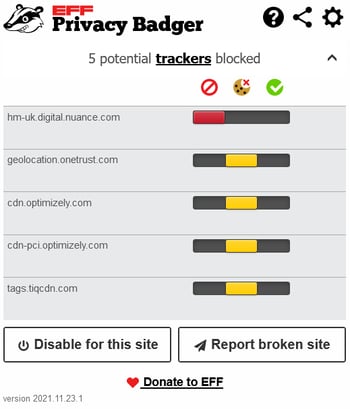 EFF
Privacy Badger
5 potential trackers blocked
hm-uk.digital.nuance.com
geolocation.onetrust.com
cdn.optimizely.com
cdn-pci.optimizely.com
tags.tiqcdn.com
Disable for this site
Report broken site
Donate to EFF
version 2021.11.23.1